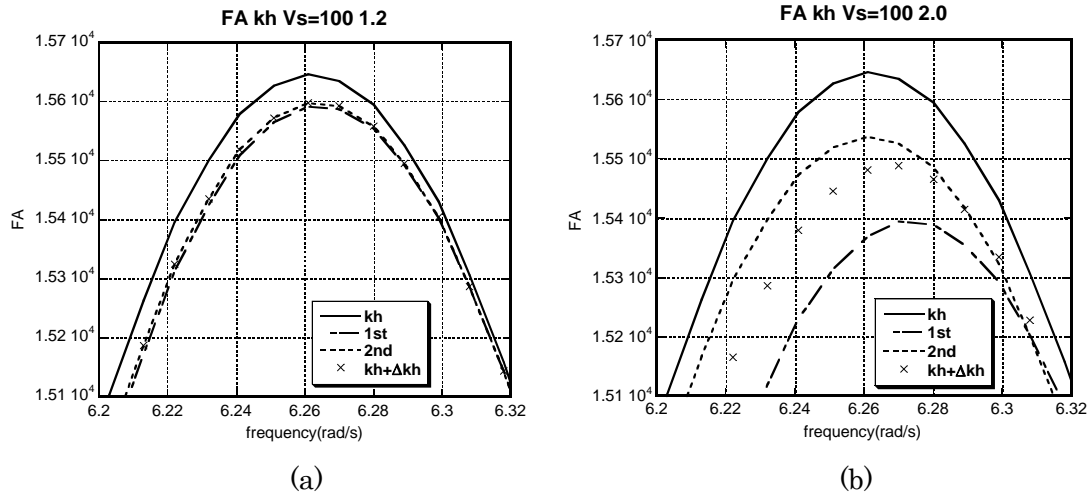 FA kh Vs=100 1.2
1.57 10⁴
1.56 10⁴
1.55 10⁴
1.54 10⁴
1.53 10⁴
1.52 10⁴
1.51 10⁴
FA
kh
1st
2nd
kh+Δkh
6.2 6.22 6.24 6.26 6.28 6.3 6.32
frequency(rad/s)
(a)
FA kh Vs=100 2.0
1.57 10⁴
1.56 10⁴
1.55 10⁴
1.54 10⁴
1.53 10⁴
1.52 10⁴
1.51 10⁴
FA
kh
1st
2nd
kh+Δkh
6.2 6.22 6.24 6.26 6.28 6.3 6.32
frequency(rad/s)
(b)